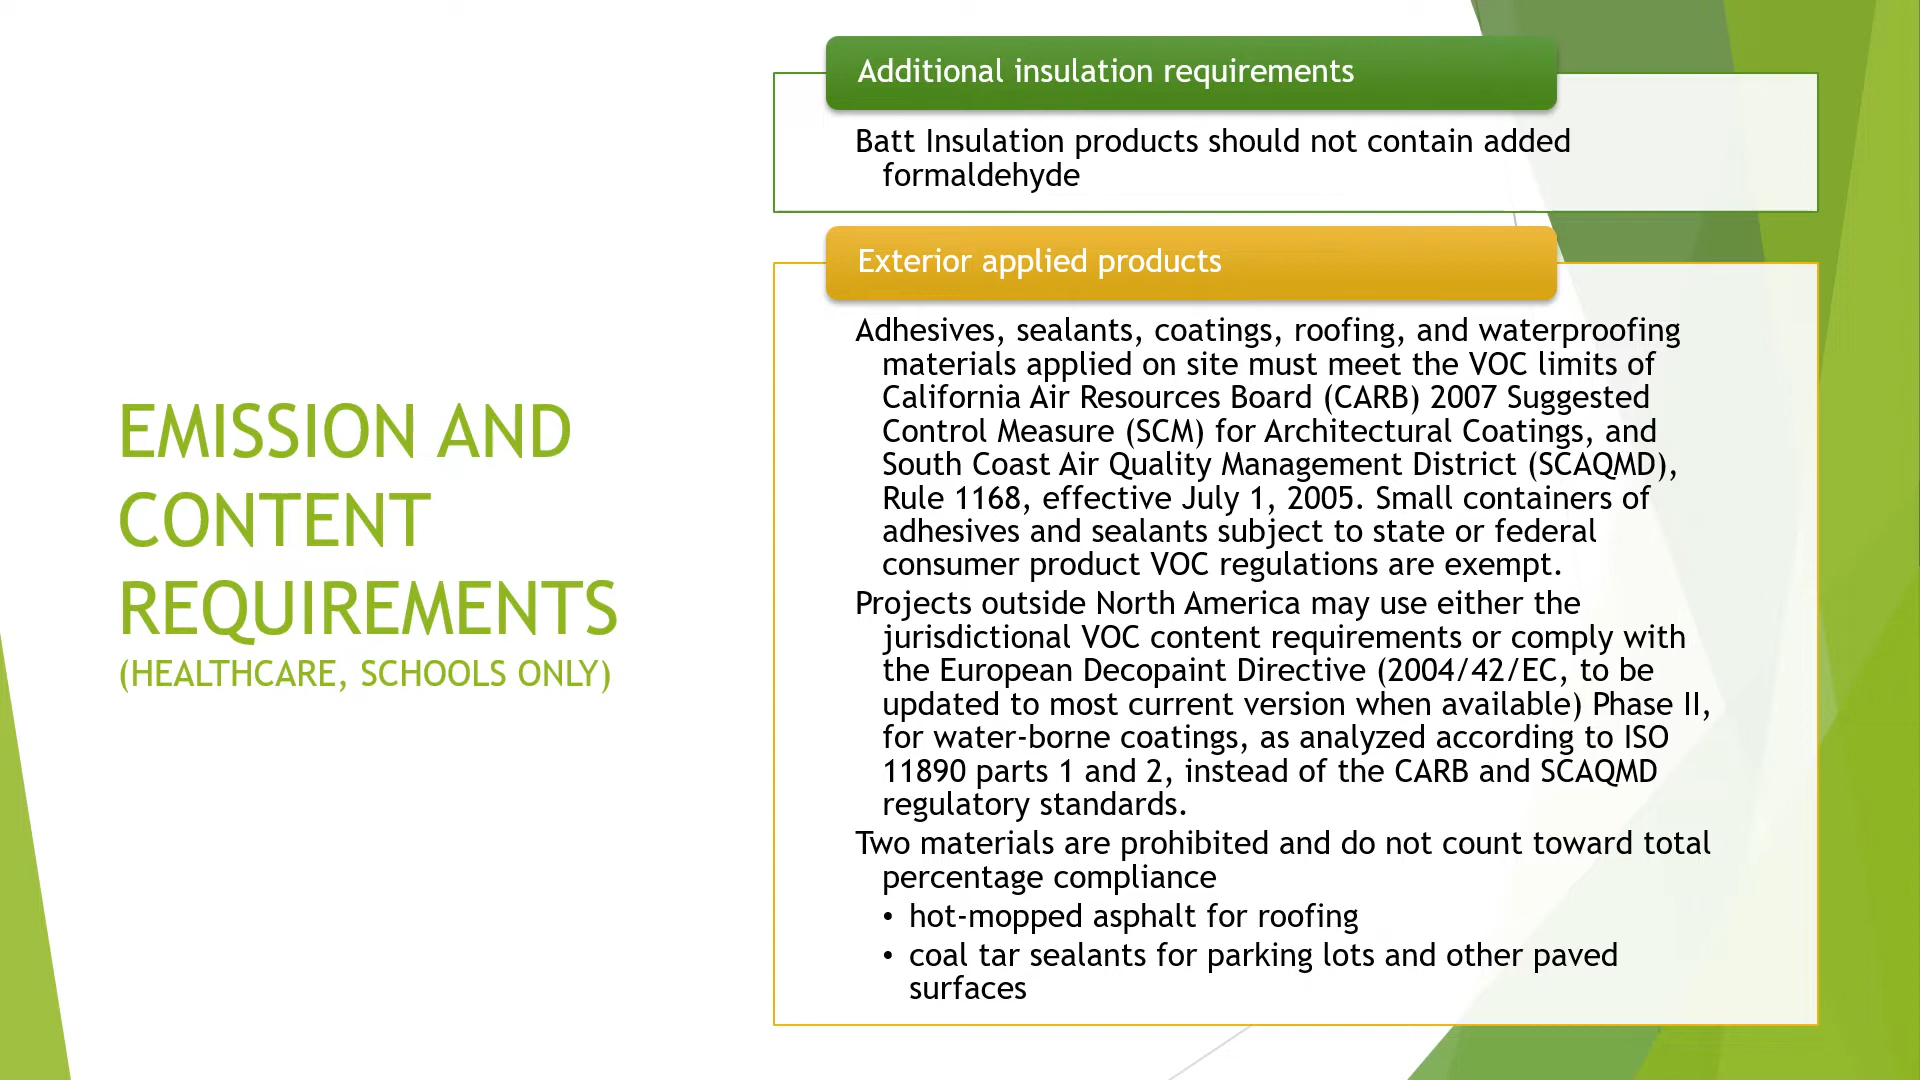 EMISSION AND
CONTENT
REQUIREMENTS
(HEALTHCARE, SCHOOLS ONLY)
Additional insulation requirements
Batt Insulation products should not contain added
formaldehyde
Exterior applied products
Adhesives, sealants, coatings, roofing, and waterproofing
materials applied on site must meet the VOC limits of
California Air Resources Board (CARB) 2007 Suggested
Control Measure (SCM) for Architectural Coatings, and
South Coast Air Quality Management District (SCAQMD),
Rule 1168, effective July 1, 2005. Small containers of
adhesives and sealants subject to state or federal
consumer product VOC regulations are exempt.
Projects outside North America may use either the
jurisdictional VOC content requirements or comply with
the European Decopaint Directive (2004/42/EC, to be
updated to most current version when available) Phase II,
for water-borne coatings, as analyzed according to ISO
11890 parts 1 and 2, instead of the CARB and SCAQMD
regulatory standards.
Two materials are prohibited and do not count toward total
percentage compliance
• hot-mopped asphalt for roofing
• coal tar sealants for parking lots and other paved
surfaces